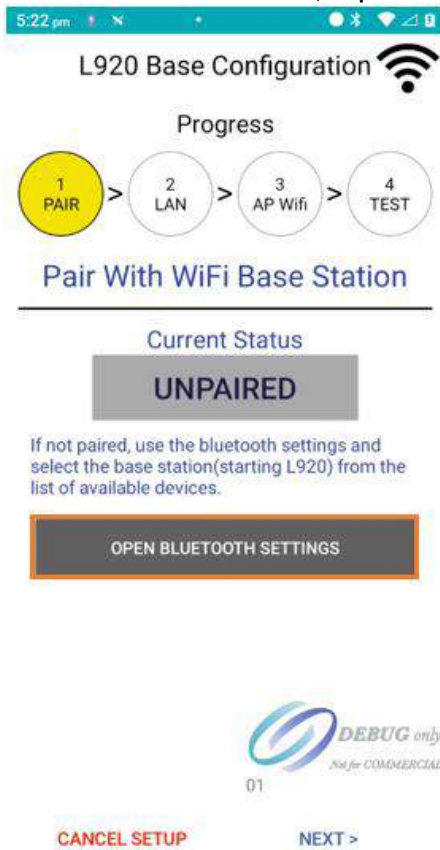 5:22 pm
L920 Base Configuration
Progress
1 > 2 > 3 > 4
PAIR LAN AP Wifi TEST
Pair With WiFi Base Station
Current Status
UNPAIRED
If not paired, use the bluetooth settings and
select the base station(starting L920) from the
list of available devices.
OPEN BLUETOOTH SETTINGS
DEBUG only
Not for COMMERCIAL
01
CANCEL SETUP NEXT >